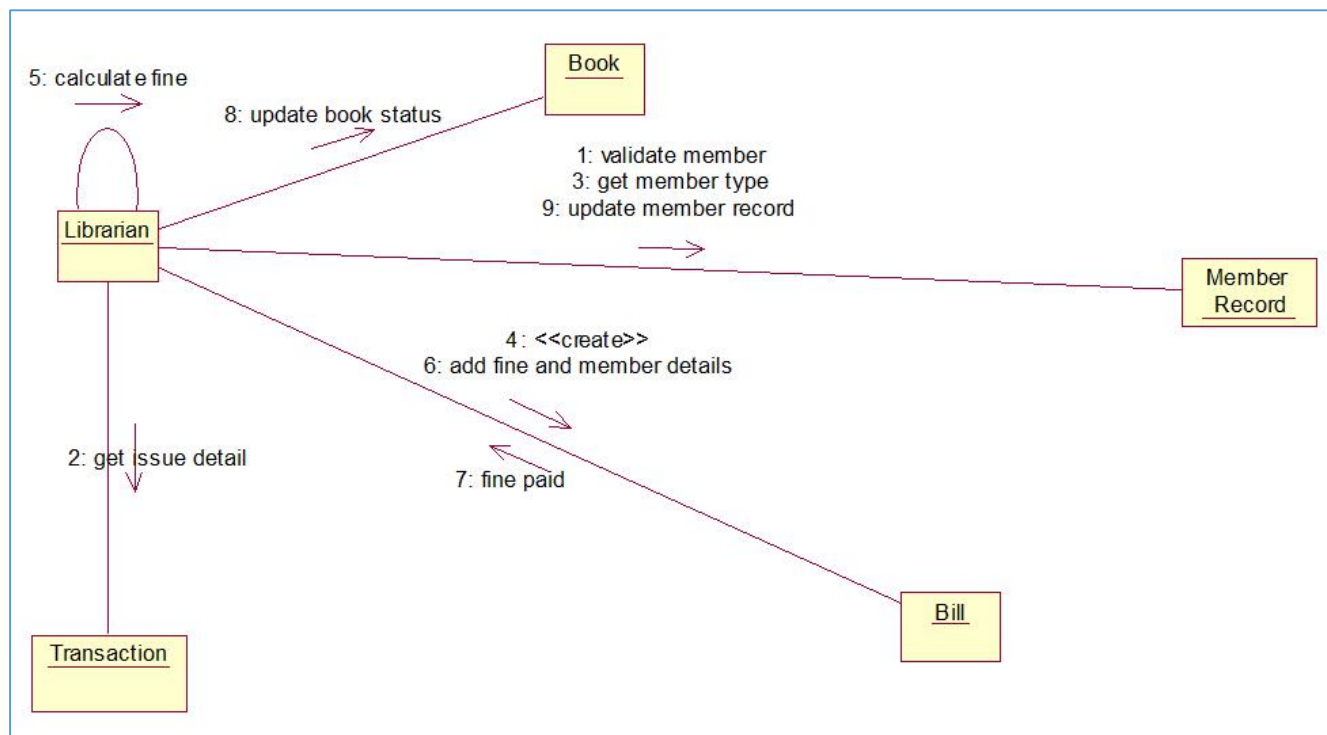 Book
5: calculate fine
8: update book status
1: validate member
3: get member type
9: update member record
Librarian
Member
Record
4: <<create>>
6: add fine and member details
2: get issue detail
7: fine paid
Bill
Transaction